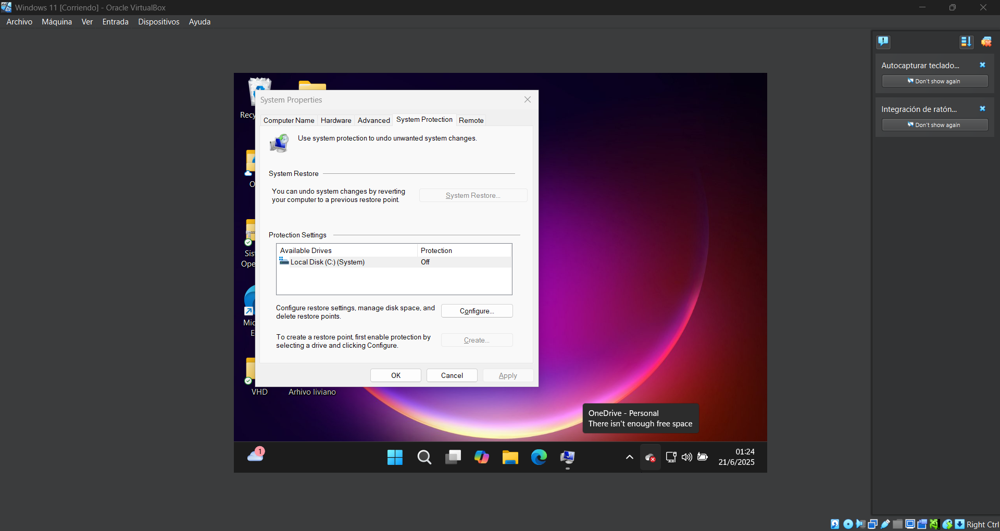 Windows 11 [Corriendo] - Oracle VirtualBox
Archivo Máquina Ver Entrada Dispositivos Ayuda
Autocapturar teclado...
Don't show again
Integración de ratón...
Don't show again
System Properties
Computer Name Hardware Advanced System Protection Remote
Use system protection to undo unwanted system changes.
System Restore
You can undo system changes by reverting
your computer to a previous restore point.
System Restore...
Protection Settings
Available Drives Protection
Local Disk (C:) (System) Off
Configure restore settings, manage disk space, and
delete restore points.
Configure...
To create a restore point, first enable protection by
selecting a drive and clicking Configure.
Create...
OK Cancel Apply
Recy
O
Sis
Ope
Mic
E
VHD
Arhivo liviano
OneDrive - Personal
There isn't enough free space
1
01:24
21/6/2025
Right Ctrl